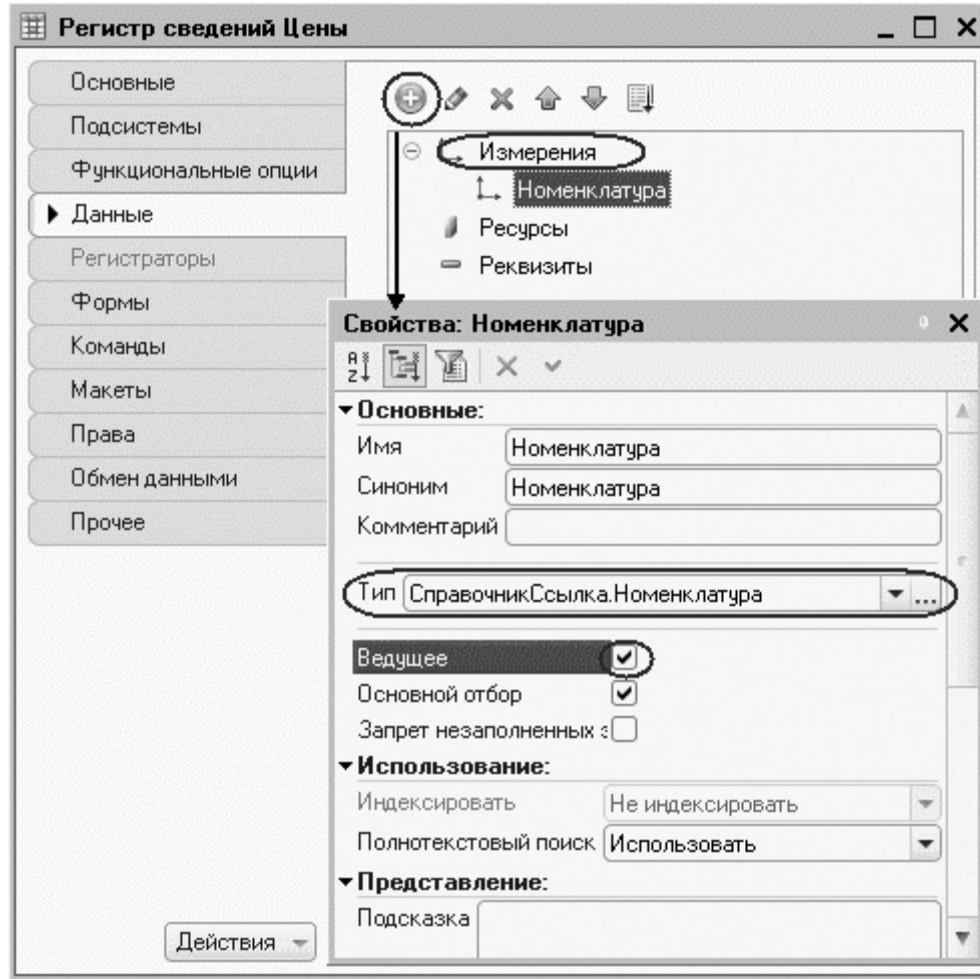 Регистр сведений Цены
Основные
Подсистемы
Функциональные опции
Данные
Регистраторы
Формы
Команды
Макеты
Права
Обмен данными
Прочее
Измерения
Номенклатура
Ресурсы
Реквизиты
Свойства: Номенклатура
Основные:
Имя Номенклатура
Синоним Номенклатура
Комментарий
Тип СправочникСсылка.Номенклатура ...
Ведущее
Основной отбор
Запрет незаполненных з
Использование:
Индексировать Не индексировать
Полнотекстовый поиск Использовать
Представление:
Подсказка
Действия